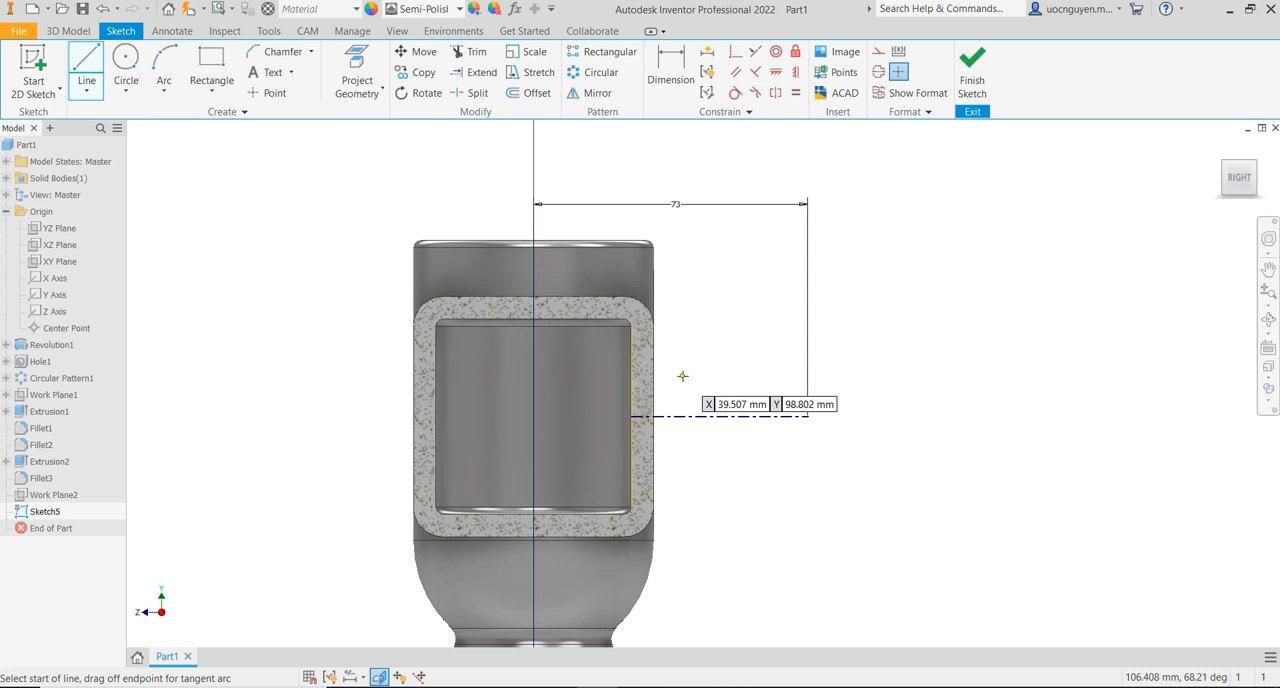 Material
Semi-Polisl
Autodesk Inventor Professional 2022 Part1
Search Help & Commands...
uocnguyen.m...
File
3D Model
Sketch
Annotate
Inspect
Tools
CAM
Manage
View
Environments
Get Started
Collaborate
Start
2D Sketch
Line
Circle
Arc
Rectangle
Chamfer
Text
Point
Project
Geometry
Move
Copy
Rotate
Trim
Extend
Split
Scale
Stretch
Offset
Rectangular
Circular
Mirror
Dimension
Image
Points
ACAD
Show Format
Finish
Sketch
Sketch
Create
Modify
Pattern
Constrain
Insert
Format
Exit
Model
Part1
Model States: Master
Solid Bodies(1)
View: Master
Origin
YZ Plane
XZ Plane
XY Plane
X Axis
Y Axis
Z Axis
Center Point
Revolution1
Hole1
Circular Pattern1
Work Plane1
Extrusion1
Fillet1
Fillet2
Extrusion2
Fillet3
Work Plane2
Sketch5
End of Part
73
RIGHT
X 39.507 mm Y 98.802 mm
Y
Z
Part1
Select start of line, drag off endpoint for tangent arc
106.408 mm, 68.21 deg 1 1